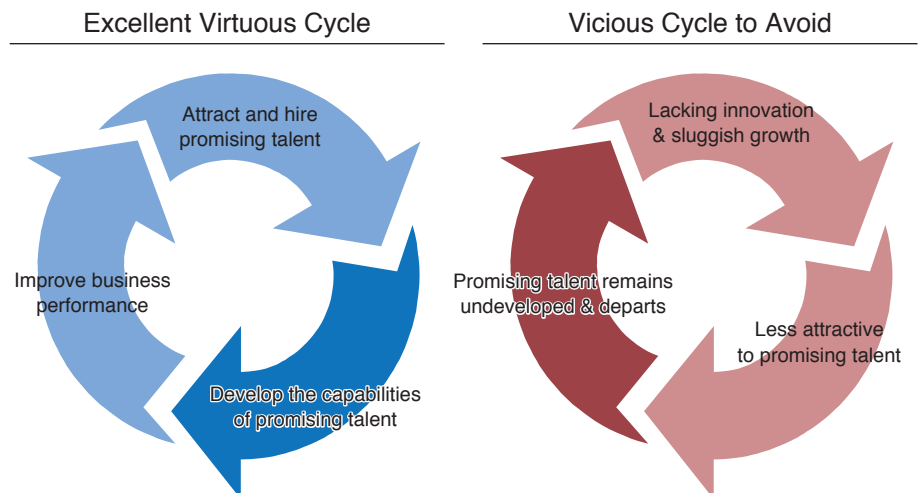 Excellent Virtuous Cycle
Attract and hire
promising talent
Improve business
performance
Develop the capabilities
of promising talent
Vicious Cycle to Avoid
Lacking innovation
& sluggish growth
Promising talent remains
undeveloped & departs
Less attractive
to promising talent